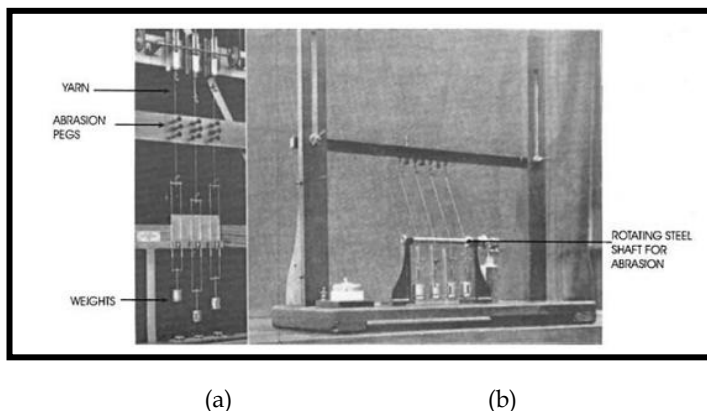 YARN
ABRASION
PEGS
ROTATING STEEL
SHAFT FOR
ABRASION
WEIGHTS
(a)
(b)